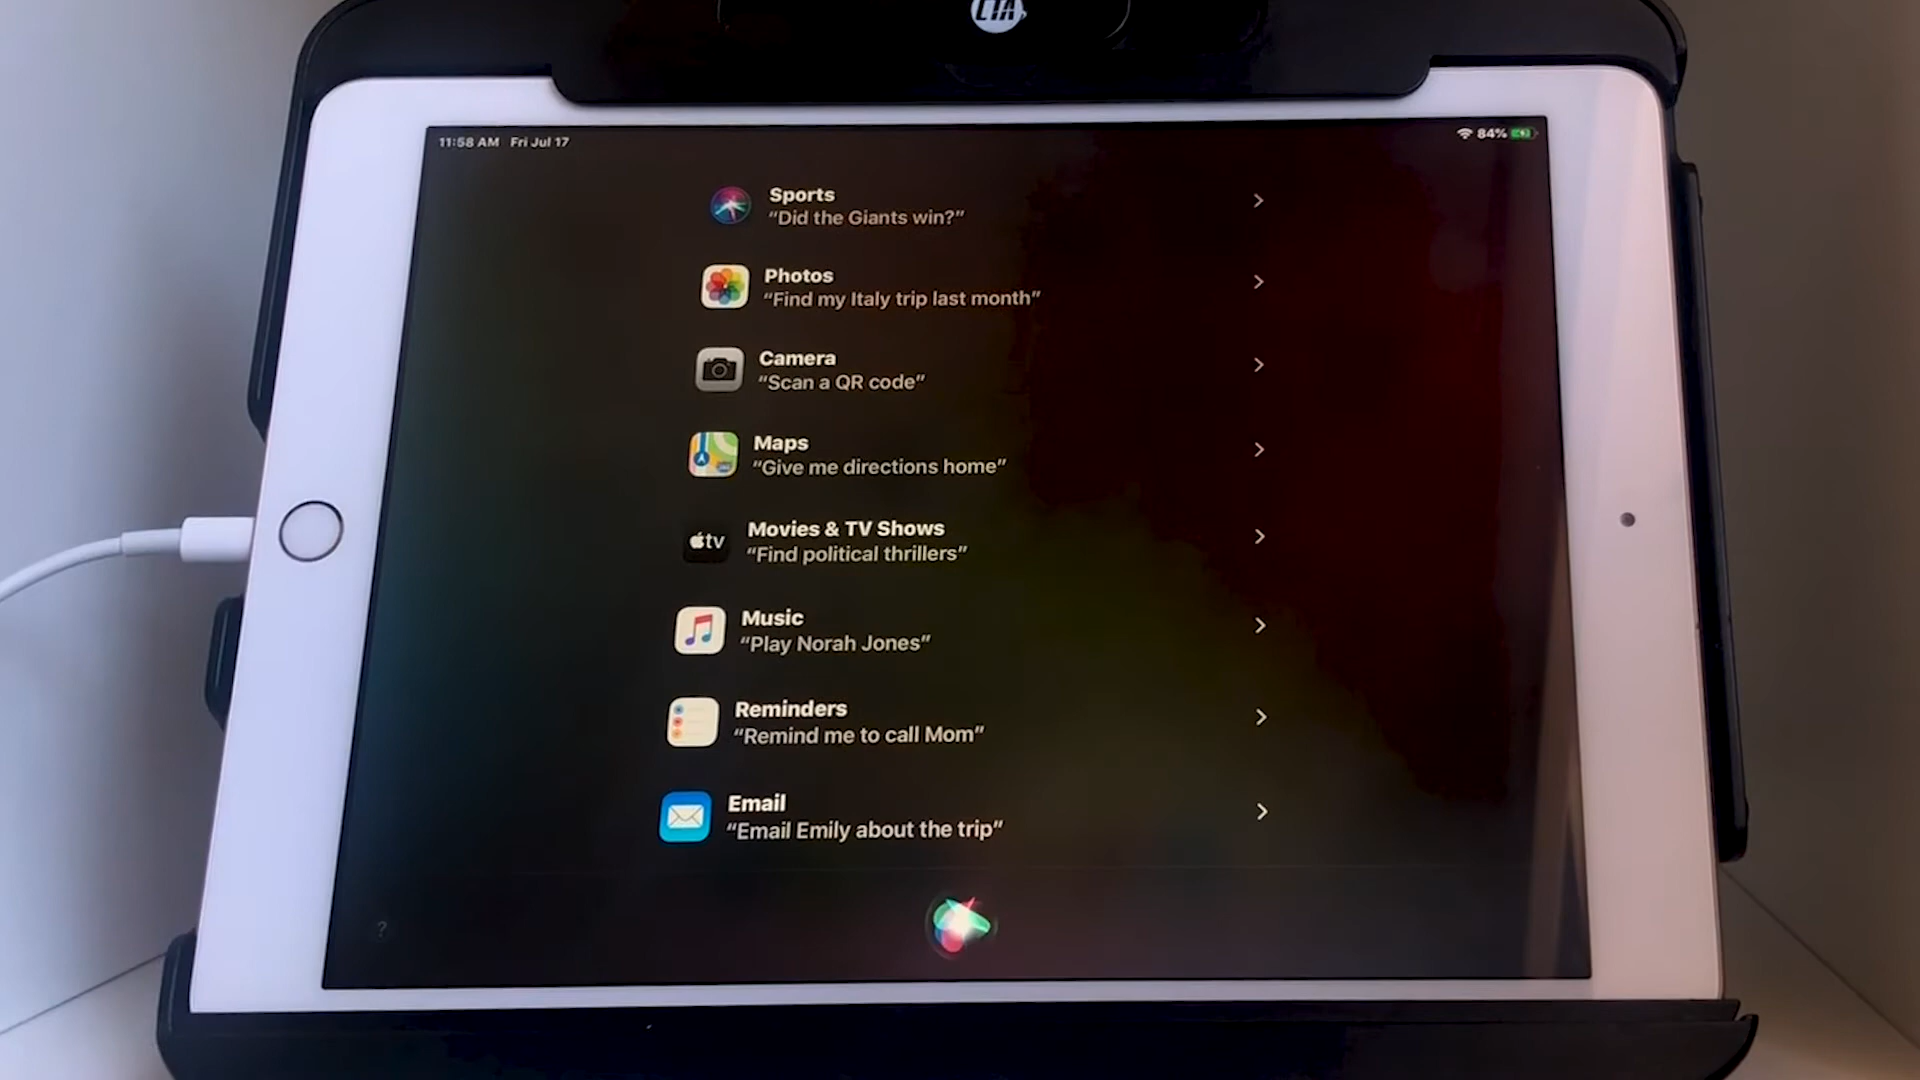 CTA
11:58 AM Fri Jul 17
84%
Sports
“Did the Giants win?”
Photos
“Find my Italy trip last month”
Camera
“Scan a QR code”
Maps
“Give me directions home”
tv
Movies & TV Shows
“Find political thrillers”
Music
“Play Norah Jones”
Reminders
“Remind me to call Mom”
Email
“Email Emily about the trip”
?